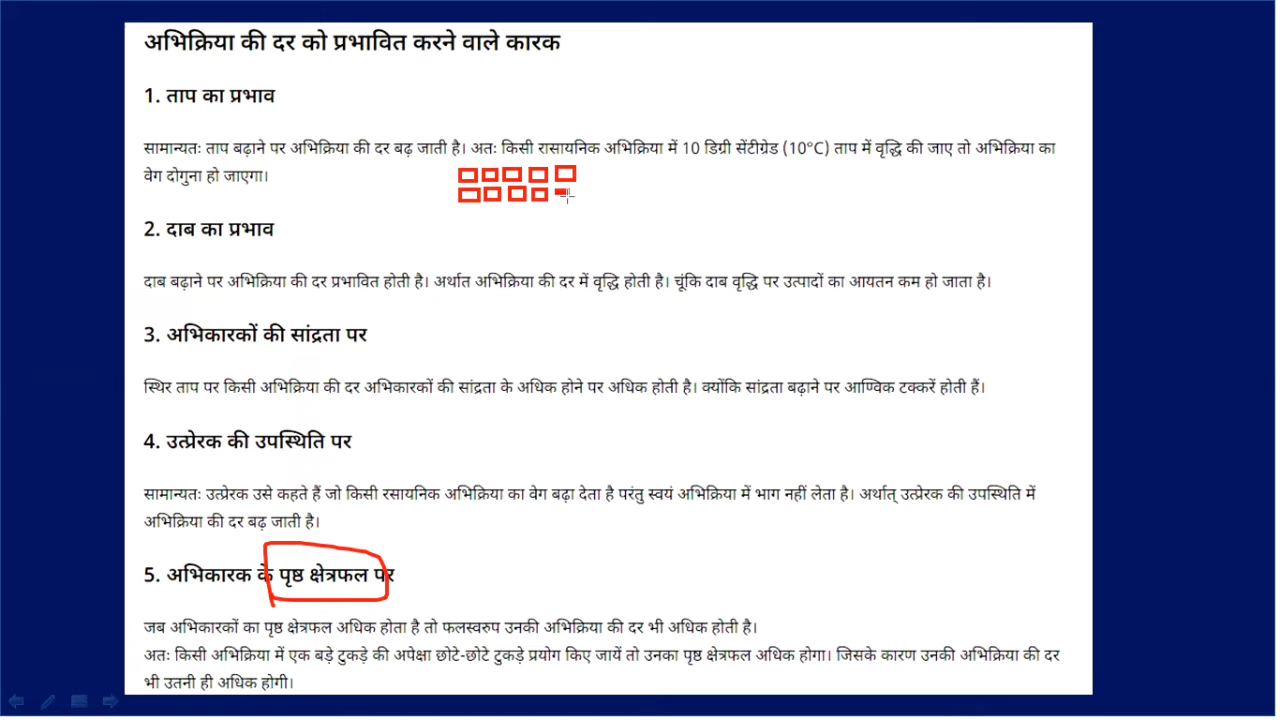 अभिक्रिया की दर को प्रभावित करने वाले कारक
1. ताप का प्रभाव
सामान्यतः ताप बढ़ाने पर अभिक्रिया की दर बढ़ जाती है। अतः किसी रासायनिक अभिक्रिया में 10 डिग्री सेंटीग्रेड (10°C) ताप में वृद्धि की जाए तो अभिक्रिया का
वेग दोगुना हो जाएगा।
2. दाब का प्रभाव
दाब बढ़ाने पर अभिक्रिया की दर प्रभावित होती है। अर्थात अभिक्रिया की दर में वृद्धि होती है। चूंकि दाब वृद्धि पर उत्पादों का आयतन कम हो जाता है।
3. अभिकारकों की सांद्रता पर
स्थिर ताप पर किसी अभिक्रिया की दर अभिकारकों की सांद्रता के अधिक होने पर अधिक होती है। क्योंकि सांद्रता बढ़ाने पर आण्विक टक्करें होती हैं।
4. उत्प्रेरक की उपस्थिति पर
सामान्यतः उत्प्रेरक उसे कहते हैं जो किसी रसायनिक अभिक्रिया का वेग बढ़ा देता है परंतु स्वयं अभिक्रिया में भाग नहीं लेता है। अर्थात् उत्प्रेरक की उपस्थिति में
अभिक्रिया की दर बढ़ जाती है।
5. अभिकारक के पृष्ठ क्षेत्रफल पर
जब अभिकारकों का पृष्ठ क्षेत्रफल अधिक होता है तो फलस्वरुप उनकी अभिक्रिया की दर भी अधिक होती है।
अतः किसी अभिक्रिया में एक बड़े टुकड़े की अपेक्षा छोटे-छोटे टुकड़े प्रयोग किए जायें तो उनका पृष्ठ क्षेत्रफल अधिक होगा। जिसके कारण उनकी अभिक्रिया की दर
भी उतनी ही अधिक होगी।